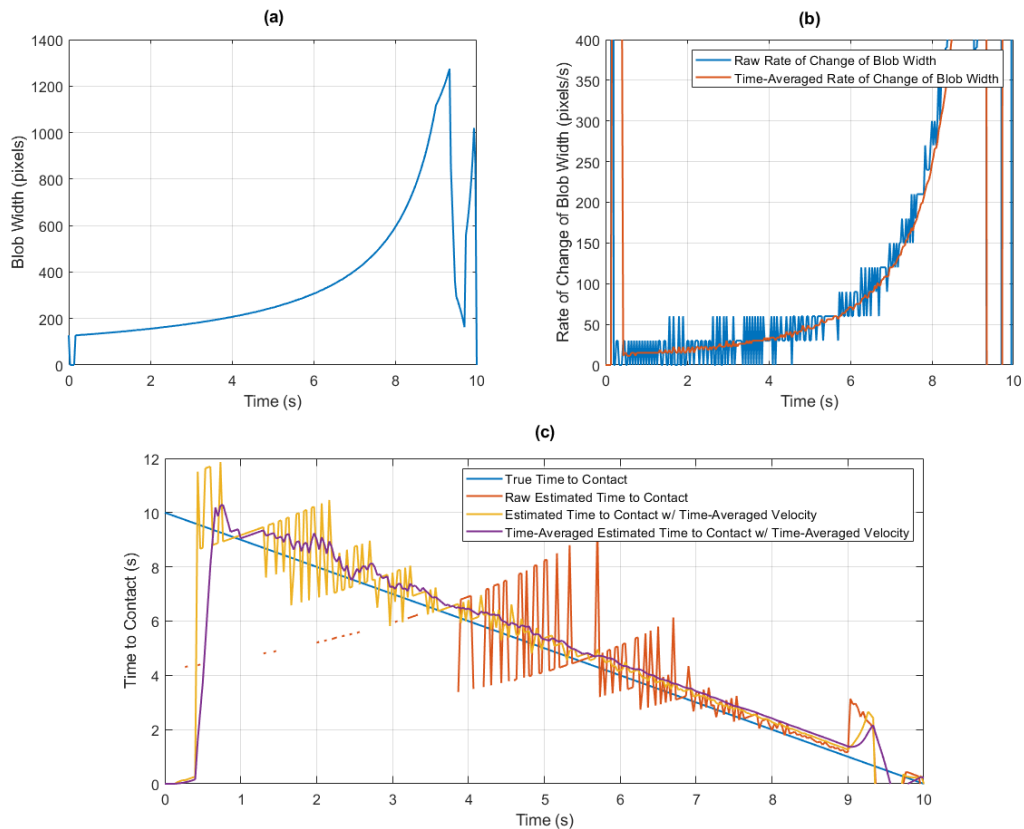 (a)
1400
1200
1000
800
600
400
200
0
Blob Width (pixels)
0 2 4 6 8 10
Time (s)
(b)
400
350
300
250
200
150
100
50
0
Rate of Change of Blob Width (pixels/s)
Raw Rate of Change of Blob Width
Time-Averaged Rate of Change of Blob Width
0 2 4 6 8 10
Time (s)
(c)
12
10
8
6
4
2
0
Time to Contact (s)
True Time to Contact
Raw Estimated Time to Contact
Estimated Time to Contact w/ Time-Averaged Velocity
Time-Averaged Estimated Time to Contact w/ Time-Averaged Velocity
0 1 2 3 4 5 6 7 8 9 10
Time (s)